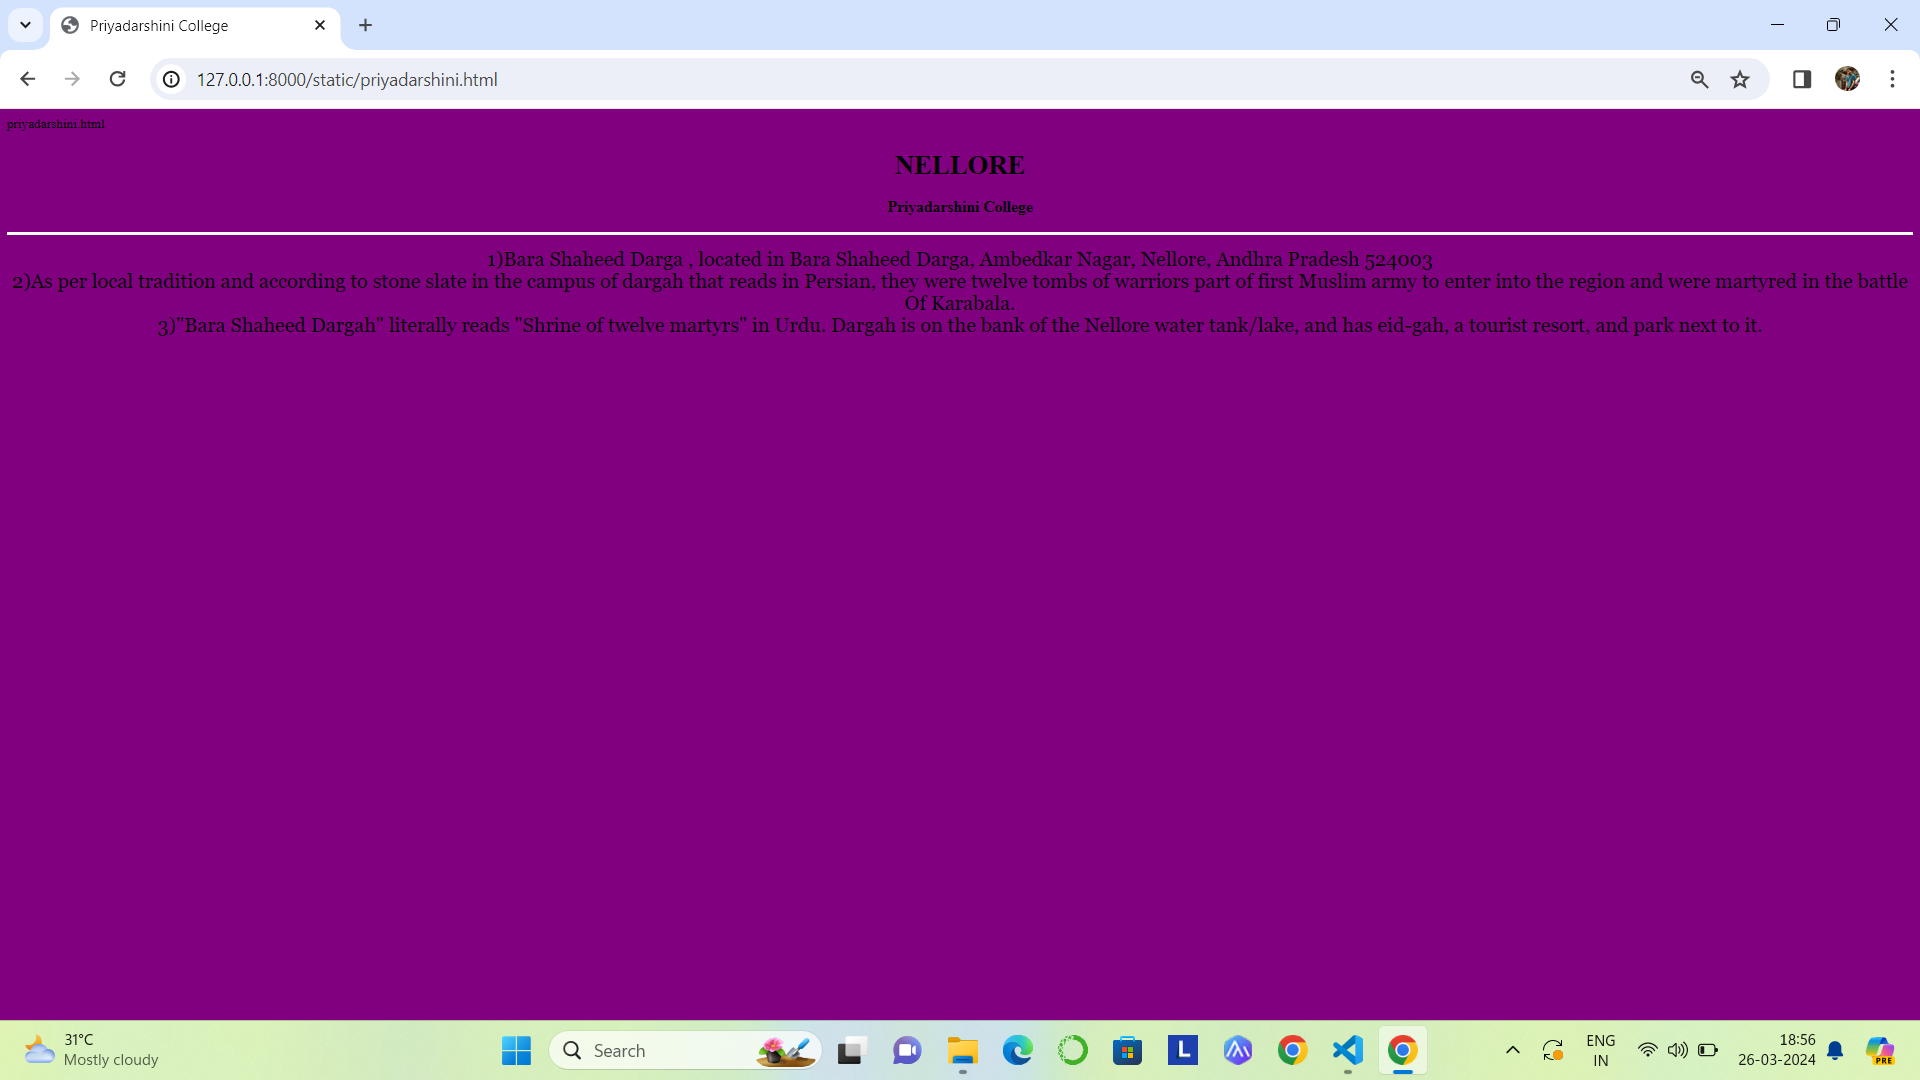 Priyadarshini College
127.0.0.1:8000/static/priyadarshini.html
priyadarshini.html
NELLORE
Priyadarshini College
1)Bara Shaheed Darga , located in Bara Shaheed Darga, Ambedkar Nagar, Nellore, Andhra Pradesh 524003
2)As per local tradition and according to stone slate in the campus of dargah that reads in Persian, they were twelve tombs of warriors part of first Muslim army to enter into the region and were martyred in the battle
Of Karabala.
3)"Bara Shaheed Dargah" literally reads "Shrine of twelve martyrs" in Urdu. Dargah is on the bank of the Nellore water tank/lake, and has eid-gah, a tourist resort, and park next to it.
31°C
Mostly cloudy
Search
L
ENG
IN
18:56
26-03-2024
PRE